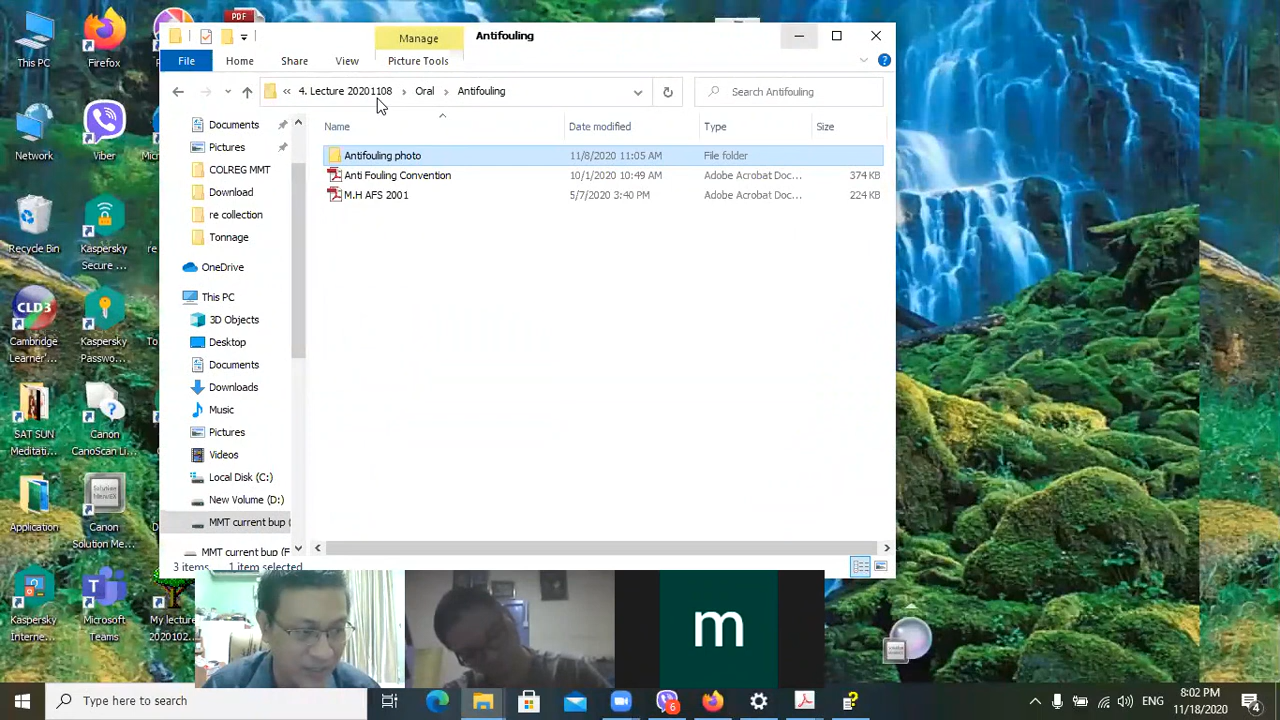 This PC
Firefox
PDF
Network
Viber
Recycle Bin
Kaspersky
Secure ...
CLD3
Cambridge
Learner'...
Kaspersky
Passwo...
SAT SUN
Meditati...
Canon
CanoScan Li...
Application
Canon
Solution Me...
Kaspersky
Interne...
Microsoft
Teams
My lecture
202010...
Manage
Antifouling
File
Home
Share
View
Picture Tools
« 4. Lecture 20201108 > Oral > Antifouling
Search Antifouling
Documents
Pictures
COLREG MMT
Download
re collection
Tonnage
OneDrive
This PC
3D Objects
Desktop
Documents
Downloads
Music
Pictures
Videos
Local Disk (C:)
New Volume (D:)
MMT current bup (
MMT current bup (F
Name
Date modified
Type
Size
Antifouling photo
11/8/2020 11:05 AM
File folder
Anti Fouling Convention
10/1/2020 10:49 AM
Adobe Acrobat Doc...
374 KB
M.H AFS 2001
5/7/2020 3:40 PM
Adobe Acrobat Doc...
224 KB
3 items
1 item selected
m
Type here to search
6
ENG
8:02 PM
11/18/2020
4